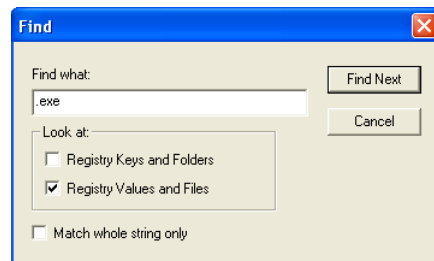 Find
Find what:
Find Next
.exe
Cancel
Look at:
Registry Keys and Folders
Registry Values and Files
Match whole string only